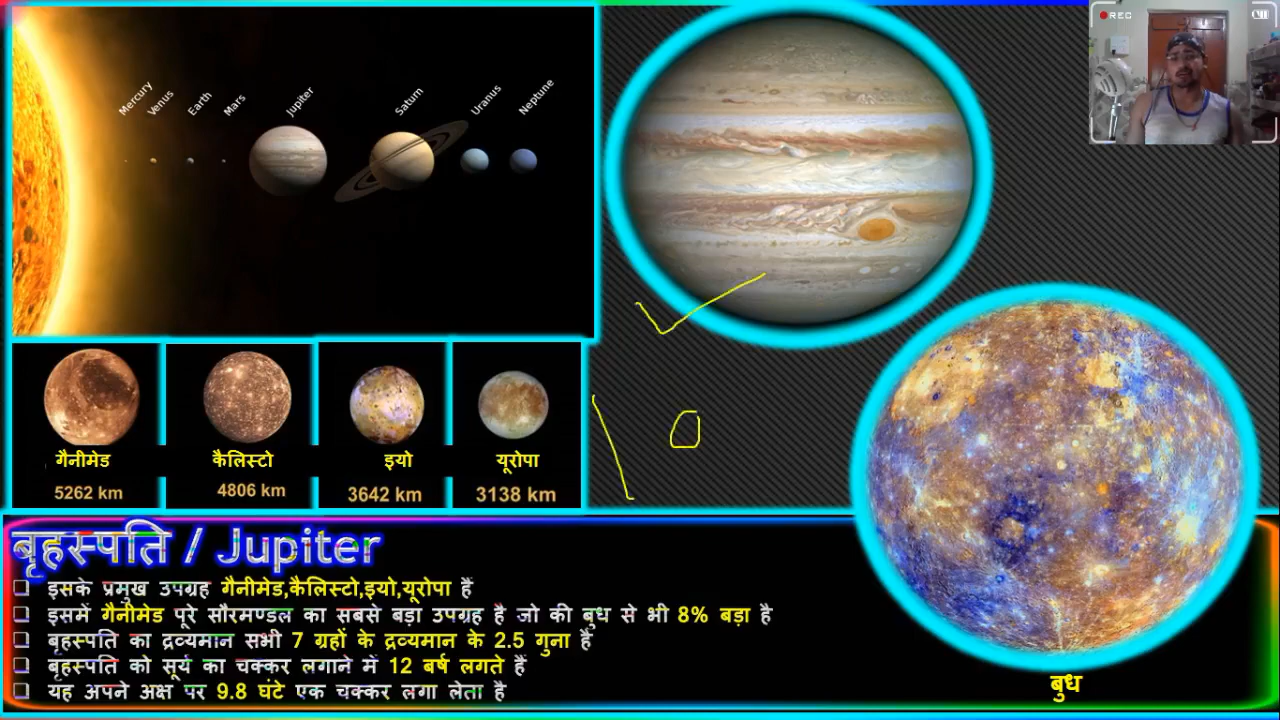 REC
Mercury
Venus
Earth
Mars
Jupiter
Saturn
Uranus
Neptune
गैनीमेड
5262 km
कैलिस्टो
4806 km
इयो
3642 km
यूरोपा
3138 km
बृहस्पति / Jupiter
इसके प्रमुख उपग्रह गैनीमेड,कैलिस्टो,इयो,यूरोपा हैं
इसमें गैनीमेड पूरे सौरमण्डल का सबसे बड़ा उपग्रह है जो की बुध से भी 8% बड़ा है
बृहस्पति का द्रव्यमान सभी 7 ग्रहों के द्रव्यमान के 2.5 गुना है
बृहस्पति को सूर्य का चक्कर लगाने में 12 बर्ष लगते हैं
यह अपने अक्ष पर 9.8 घंटे एक चक्कर लगा लेता है
बुध